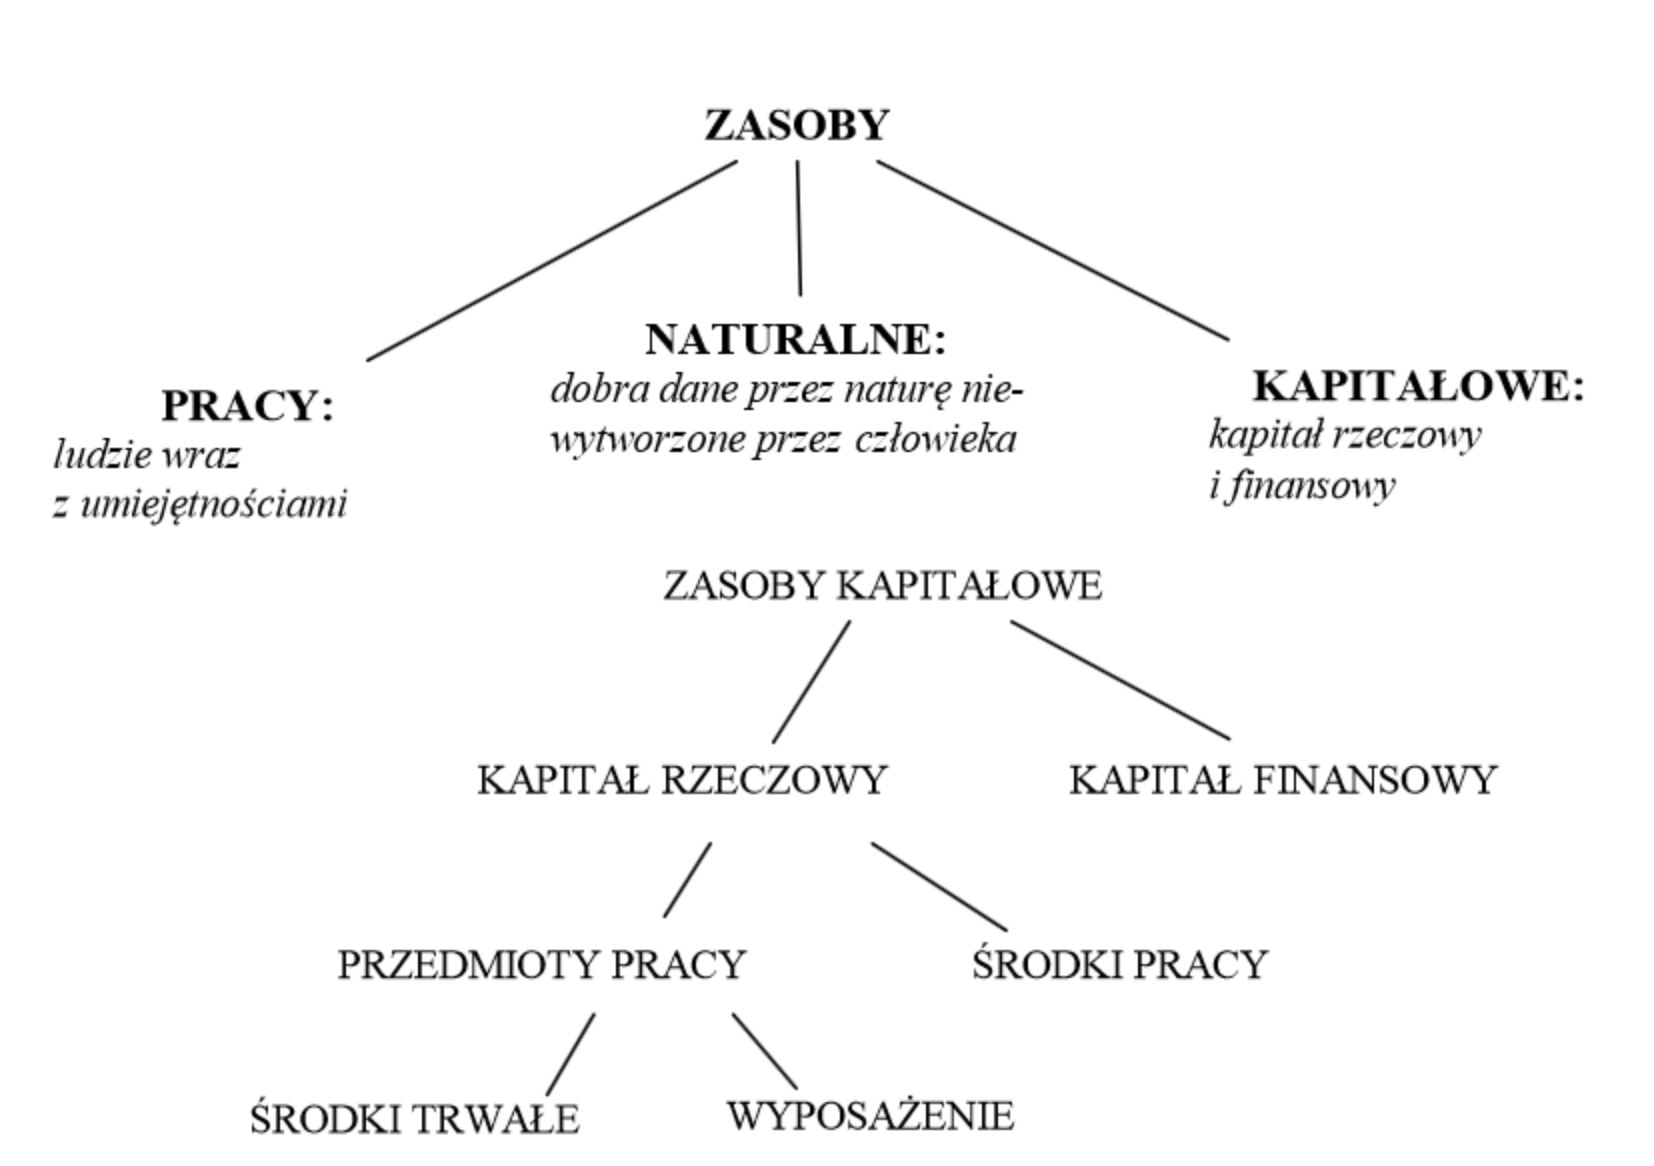 ZASOBY
PRACY:
ludzie wraz
z umiejętnościami
NATURALNE:
dobra dane przez naturę nie-
wytworzone przez człowieka
KAPITAŁOWE:
kapitał rzeczowy
i finansowy
ZASOBY KAPITAŁOWE
KAPITAŁ RZECZOWY
KAPITAŁ FINANSOWY
PRZEDMIOTY PRACY
ŚRODKI PRACY
ŚRODKI TRWAŁE
WYPOSAŻENIE